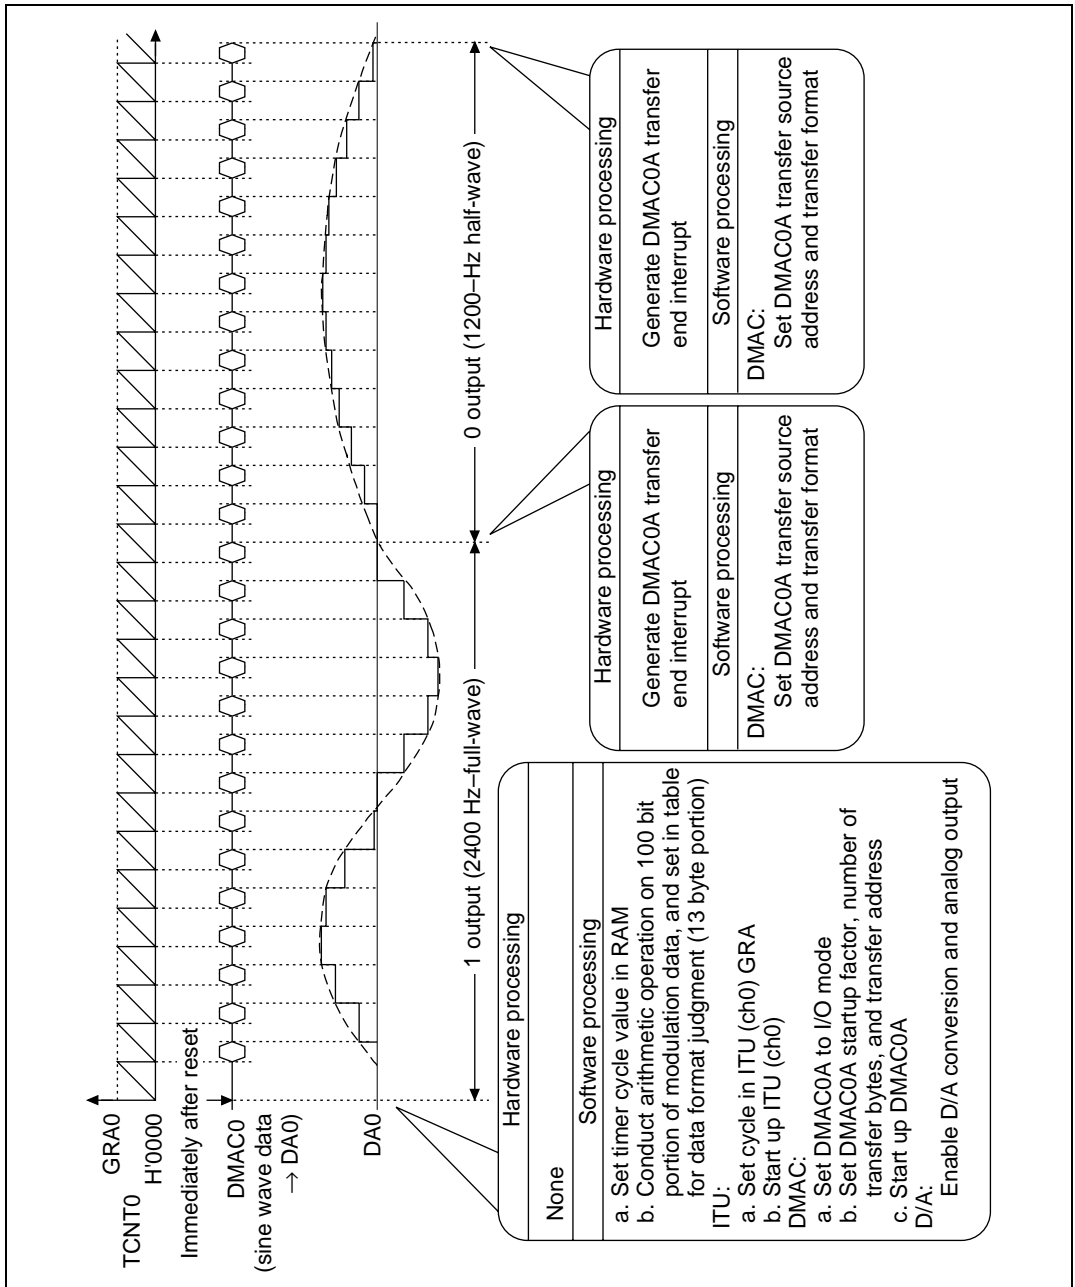 GRA0
TCNT0
H'0000
Immediately after reset
DMAC0
(sine wave data
→ DA0)
DA0
1 output (2400 Hz–full-wave)
0 output (1200–Hz half-wave)
Hardware processing
None
Software processing
a. Set timer cycle value in RAM
b. Conduct arithmetic operation on 100 bit
portion of modulation data, and set in table
for data format judgment (13 byte portion)
ITU:
a. Set cycle in ITU (ch0) GRA
b. Start up ITU (ch0)
DMAC:
a. Set DMAC0A to I/O mode
b. Set DMAC0A startup factor, number of
transfer bytes, and transfer address
c. Start up DMAC0A
D/A:
Enable D/A conversion and analog output
Hardware processing
Generate DMAC0A transfer
end interrupt
Software processing
DMAC:
Set DMAC0A transfer source
address and transfer format
Hardware processing
Generate DMAC0A transfer
end interrupt
Software processing
DMAC:
Set DMAC0A transfer source
address and transfer format